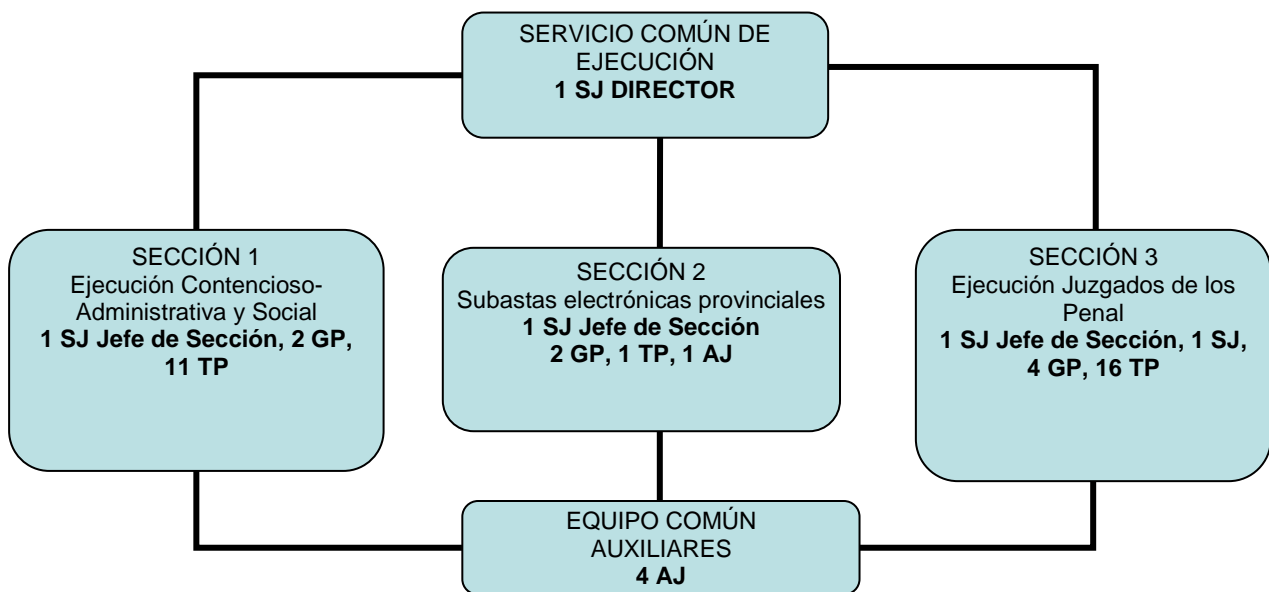 SERVICIO COMÚN DE
EJECUCIÓN
1 SJ DIRECTOR
SECCIÓN 1
Ejecución Contencioso-
Administrativa y Social
1 SJ Jefe de Sección, 2 GP,
11 TP
SECCIÓN 2
Subastas electrónicas provinciales
1 SJ Jefe de Sección
2 GP, 1 TP, 1 AJ
SECCIÓN 3
Ejecución Juzgados de los
Penal
1 SJ Jefe de Sección, 1 SJ,
4 GP, 16 TP
EQUIPO COMÚN
AUXILIARES
4 AJ